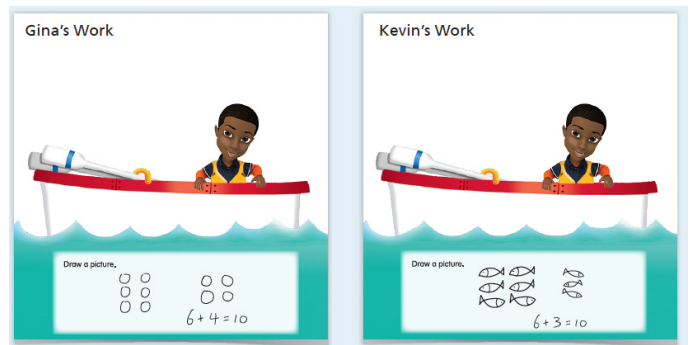 Gina's Work
Draw a picture.
6+4=10
Kevin's Work
Draw a picture.
6+3=10